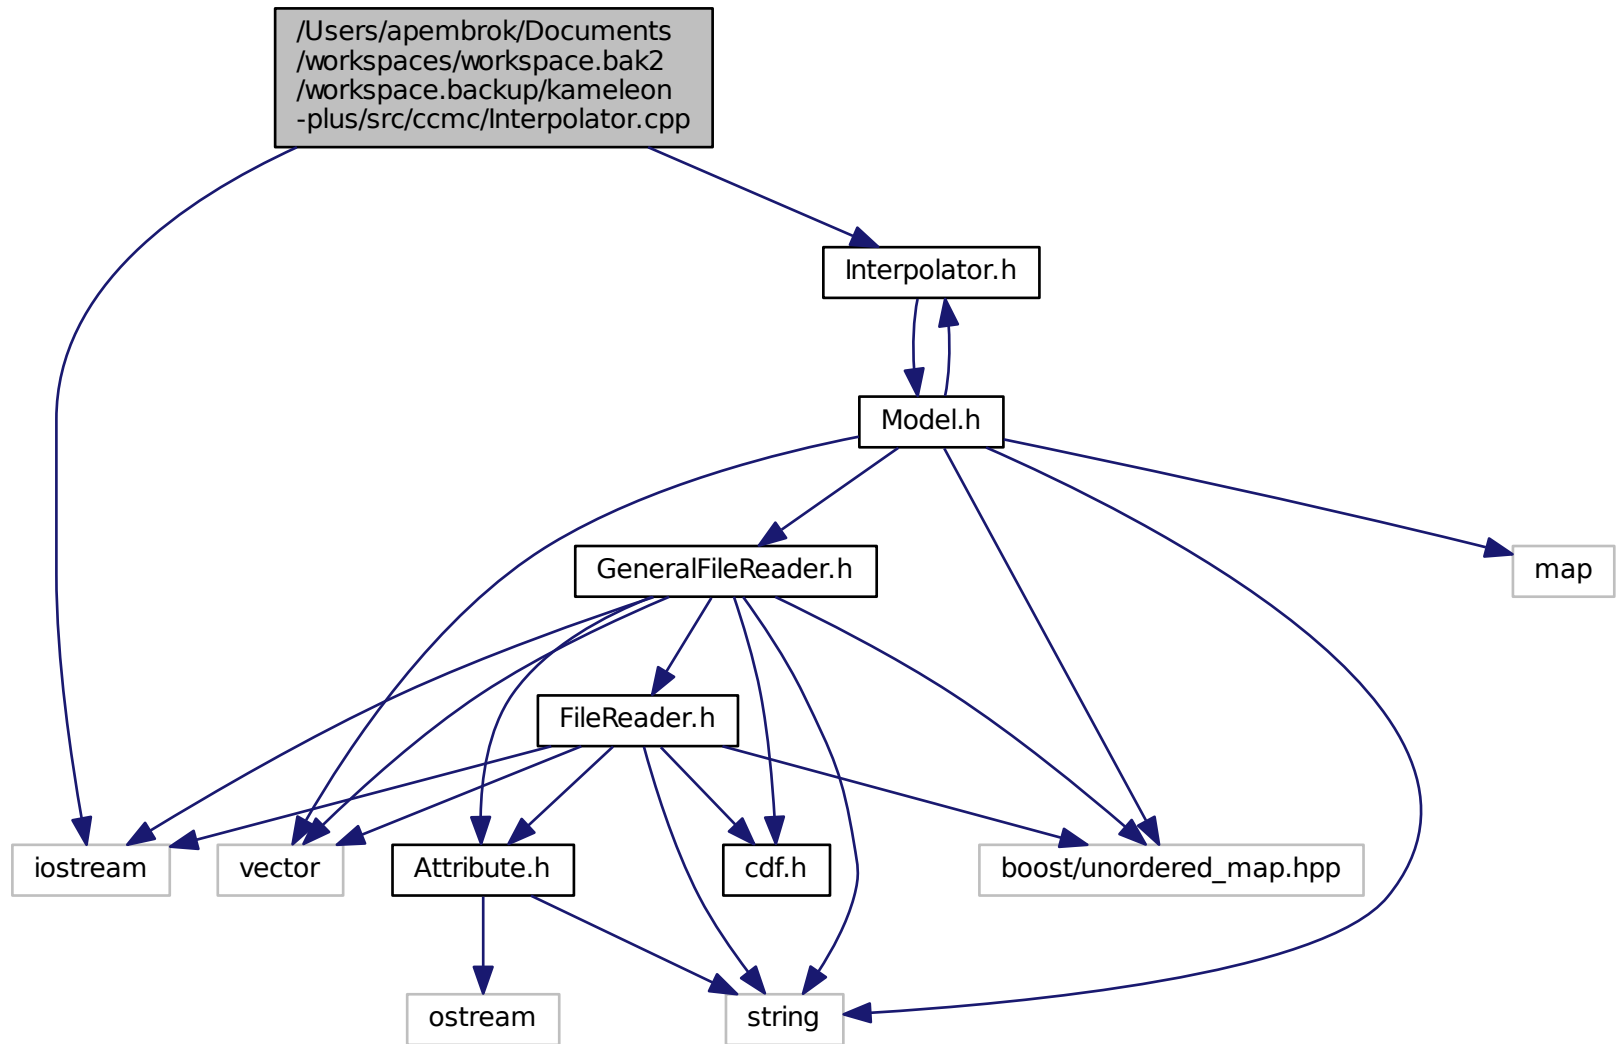 /Users/apembrok/Documents
/workspaces/workspace.bak2
/workspace.backup/kameleon
-plus/src/ccmc/Interpolator.cpp
Interpolator.h
Model.h
GeneralFileReader.h
map
FileReader.h
iostream
vector
Attribute.h
cdf.h
boost/unordered_map.hpp
ostream
string